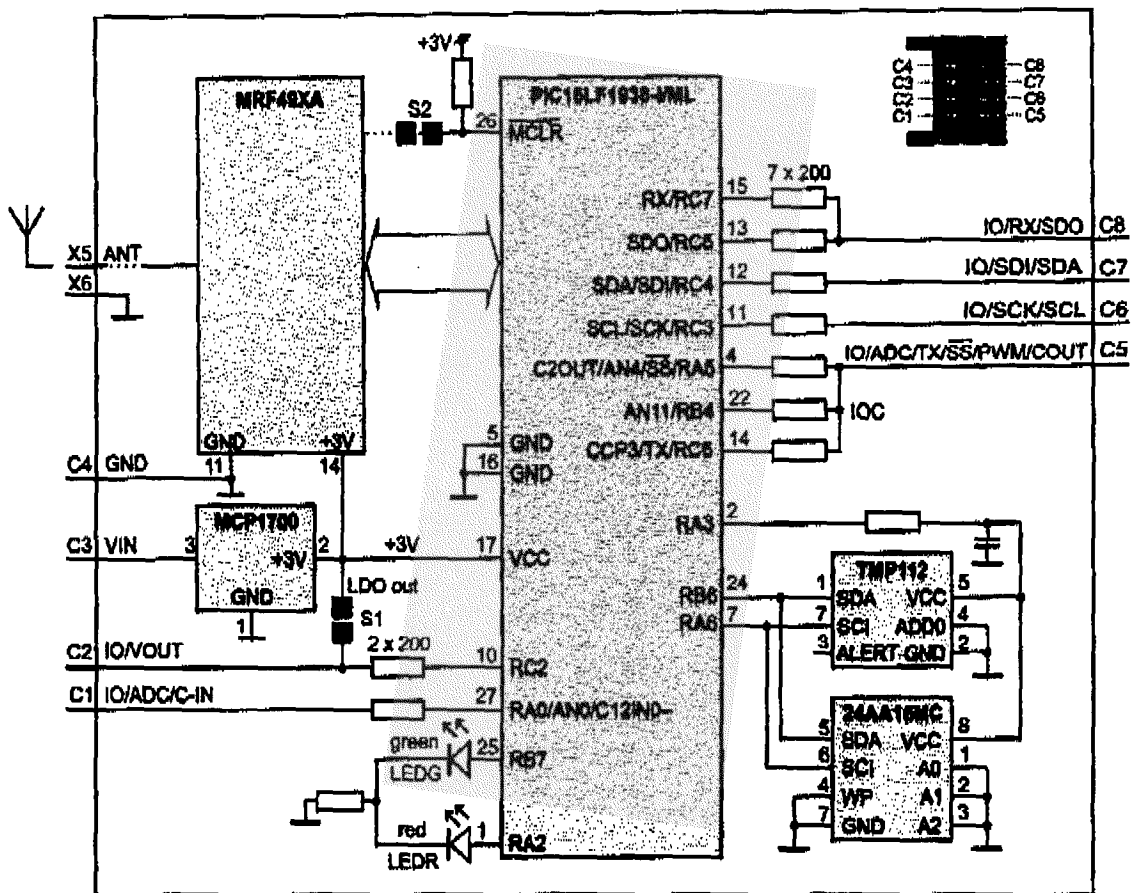 +3V
MRF49XA
S2
26
MCLR
PIC16LF1938-I/ML
C4 C8
C3 C7
C2 C6
C1 C5
7 x 200
RX/RC7 15
SDO/RC5 13
IO/RX/SDO C8
SDA/SDI/RC4 12
IO/SDI/SDA C7
SCL/SCK/RC3 11
IO/SCK/SCL C6
C2OUT/AN4/SS/RA5 4
IO/ADC/TX/SS/PWM/COUT C5
AN11/RB4 22
IOC
CCP3/TX/RC6 14
X5 ANT
X6
GND +3V
11 14
C4 GND
5 GND
16 GND
MCP1700
C3 VIN 3
+3V 2
GND
1
+3V
17 VCC
LDO out
S1
C2 IO/VOUT
2 x 200
10 RC2
C1 IO/ADC/C-IN
27 RA0/AN0/C12IN0-
green
LEDG
25 RB7
red
LEDR
1 RA2
RA3 2
RB6 24
RA6 7
TMP112
1 SDA VCC 5
7 SCI ADD0 4
3 ALERT GND 2
24AA16MC
5 SDA VCC 8
6 SCI A0 1
4 WP A1 2
7 GND A2 3